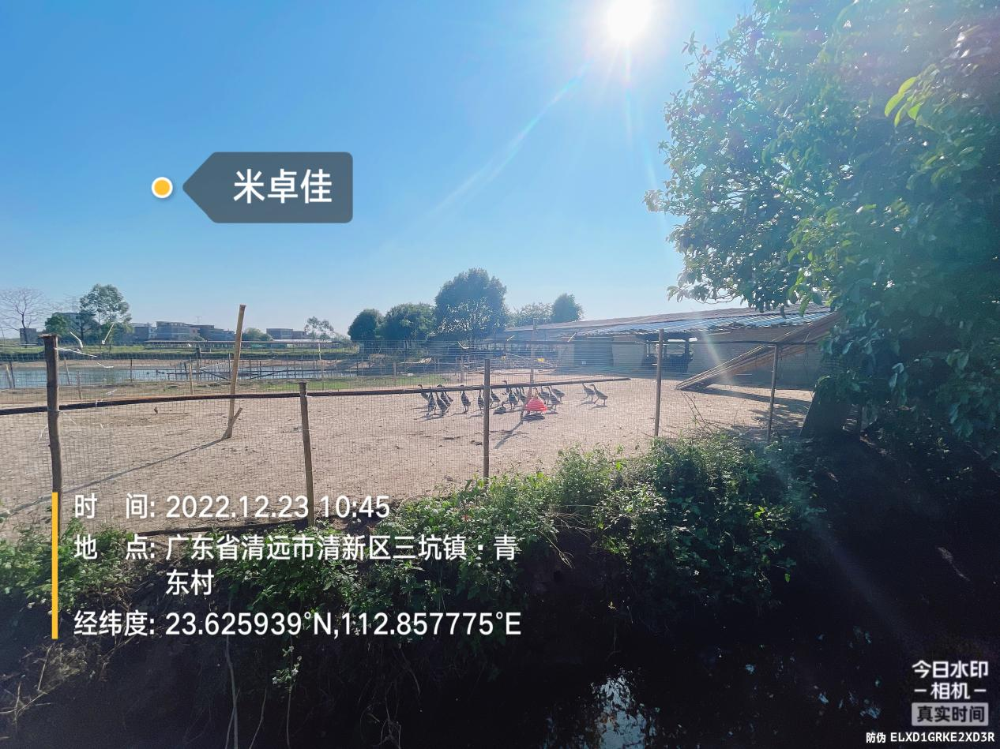 米卓佳
时 间: 2022.12.23 10:45
地 点: 广东省清远市清新区三坑镇·青
东村
经纬度: 23.625939°N,112.857775°E
今日水印
-相机-
真实时间
防伪 ELXD1GRKE2XD3R